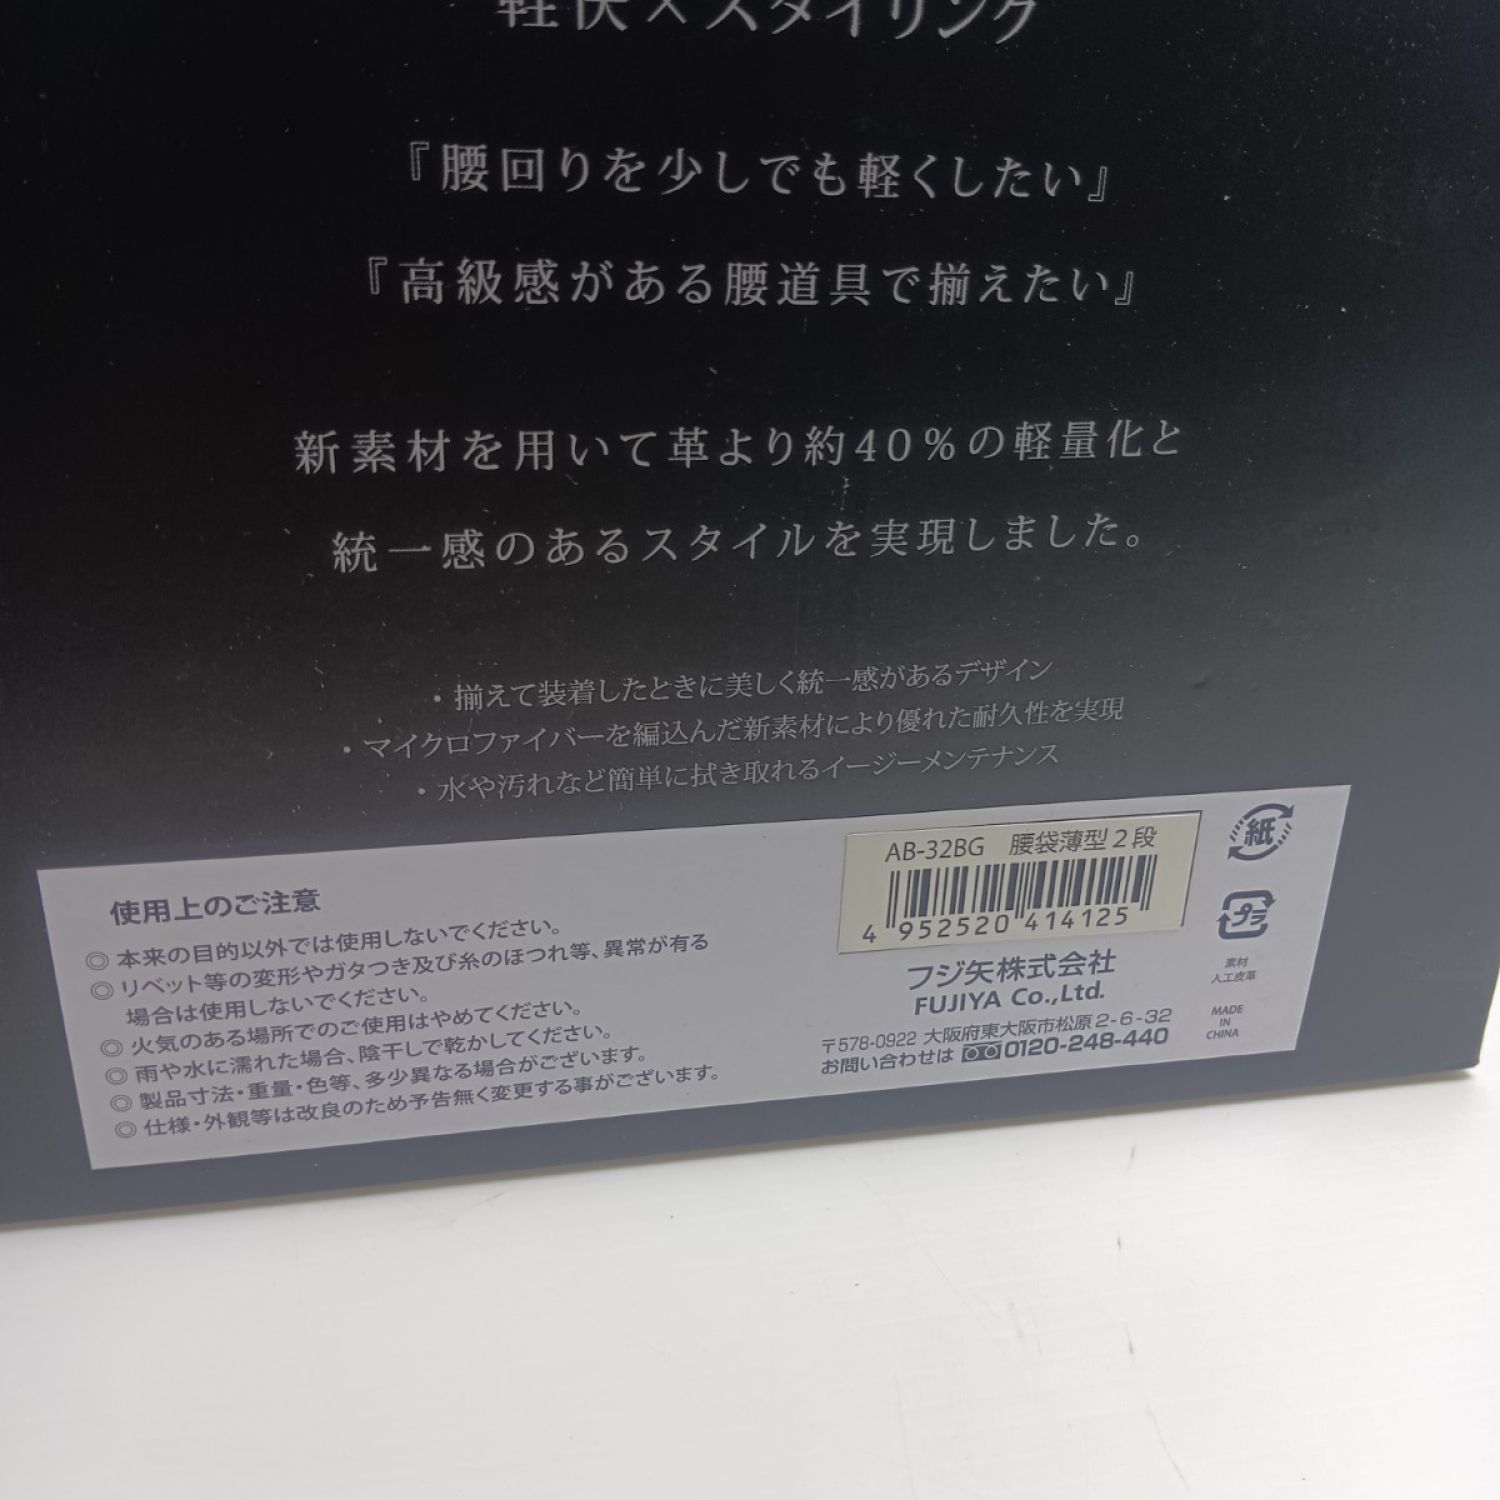 軽快×スタイリング
『腰回りを少しでも軽くしたい』
『高級感がある腰道具で揃えたい』
新素材を用いて革より約40%の軽量化と
統一感のあるスタイルを実現しました。
・揃えて装着したときに美しく統一感があるデザイン
・マイクロファイバーを編込んだ新素材により優れた耐久性を実現
・水や汚れなど簡単に拭き取れるイージーメンテナンス
使用上のご注意
◎本来の目的以外では使用しないでください。
◎リベット等の変形やガタつき及び糸のほつれ等、異常が有る
場合は使用しないでください。
◎火気のある場所でのご使用はやめてください。
◎雨や水に濡れた場合、陰干しで乾かしてください。
◎製品寸法・重量・色等、多少異なる場合がございます。
◎仕様・外観等は改良のため予告無く変更する事がございます。
AB-32BG 腰袋薄型2段
4 952520 414125
フジ矢株式会社
FUJIYA Co.,Ltd.
〒578-0922 大阪府東大阪市松原2-6-32
お問い合わせは 0120-248-440
紙
プラ
素材
人工皮革
MADE
IN
CHINA